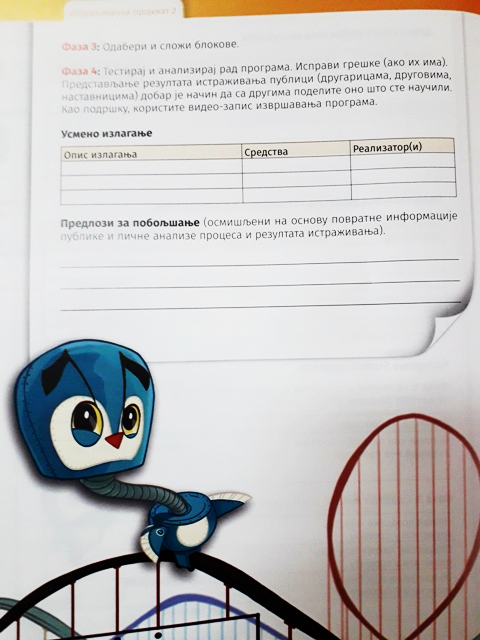 Истраживачки пројекат 2
Фаза 3: Одабери и сложи блокове.
Фаза 4: Тестирај и анализирај рад програма. Исправи грешке (ако их има).
Представљање резултата истраживања публици (другарицама, друговима,
наставницима) добар је начин да са другима поделите оно што сте научили.
Као подршку, користите видео-запис извршавања програма.
Усмено излагање
Опис излагања Средства Реализатор(и)
Предлози за побољшање (осмишљени на основу повратне информације
публике и личне анализе процеса и резултата истраживања).